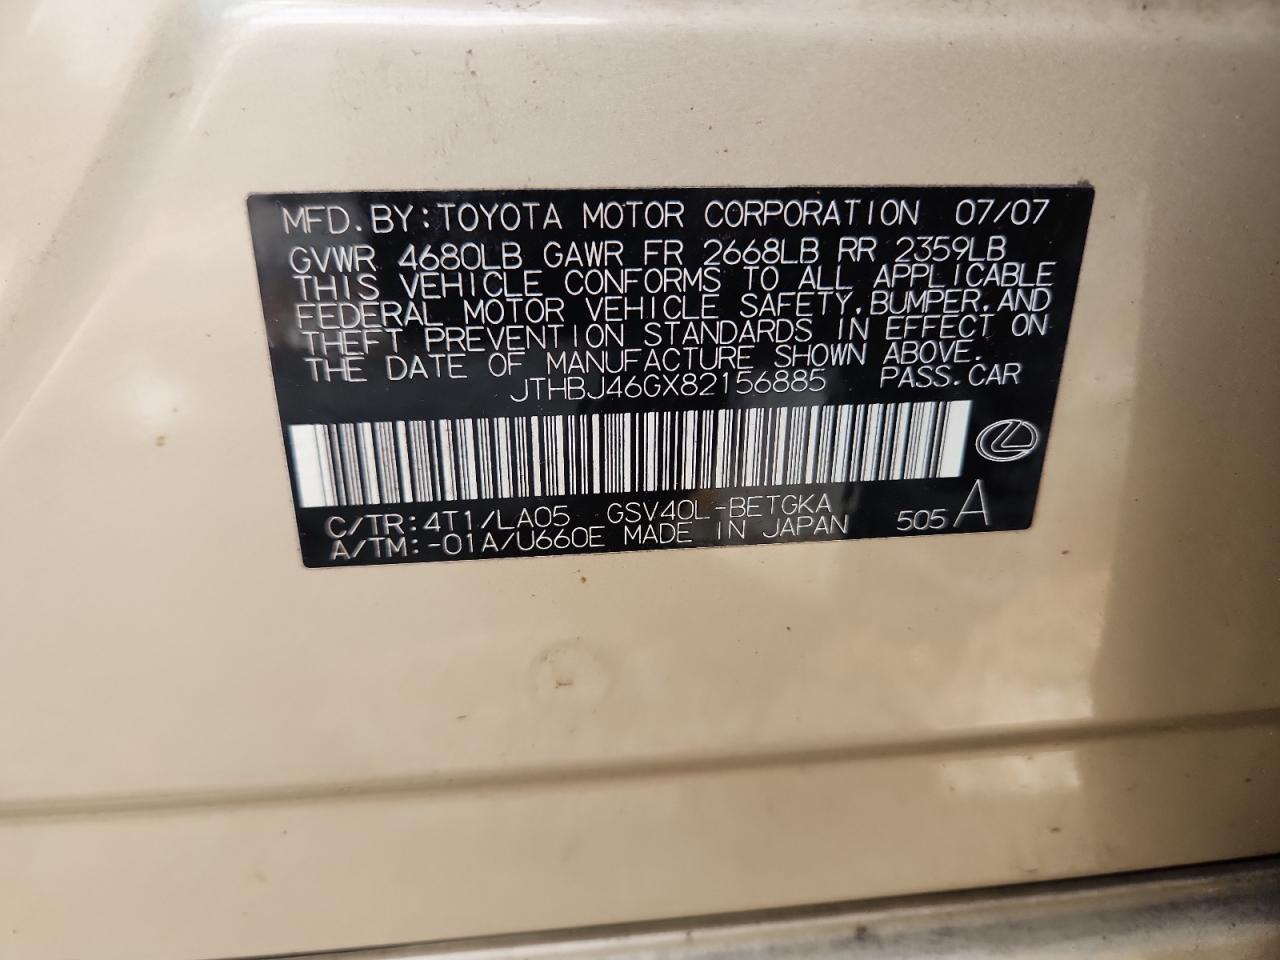 MFD. BY: TOYOTA MOTOR CORPORATION 07/07
GVWR 4680LB GAWR FR 2668LB RR 2359LB
THIS VEHICLE CONFORMS TO ALL APPLICABLE
FEDERAL MOTOR VEHICLE SAFETY, BUMPER, AND
THEFT PREVENTION STANDARDS IN EFFECT ON
THE DATE OF MANUFACTURE SHOWN ABOVE.
JTHBJ46GX82156885 PASS. CAR
C/TR: 4T1/LA05 GSV40L-BETGKA
A/TM: -01A/U660E MADE IN JAPAN 505 A